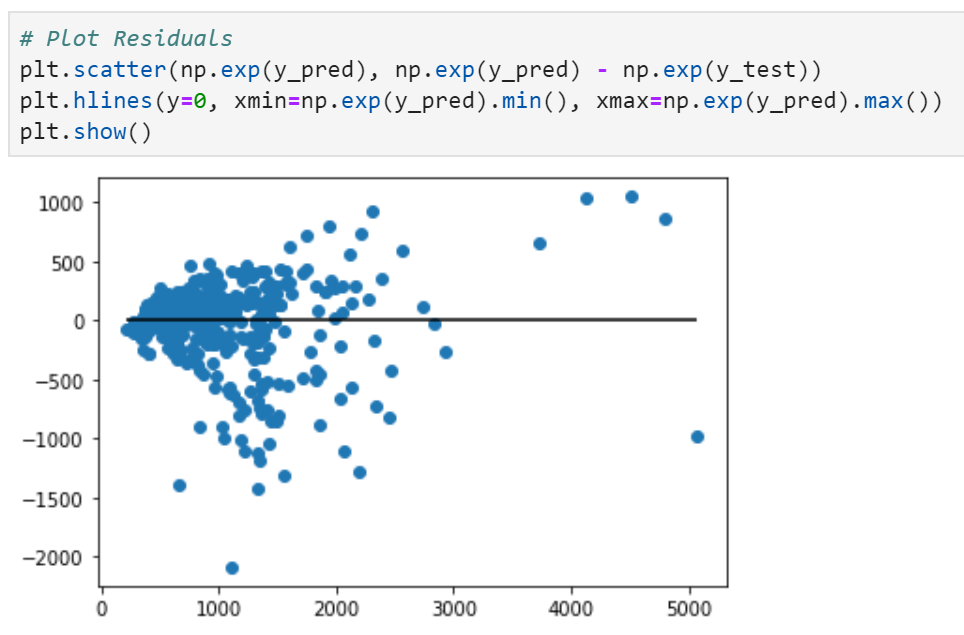 # Plot Residuals
plt.scatter(np.exp(y_pred), np.exp(y_pred) - np.exp(y_test))
plt.hlines(y=0, xmin=np.exp(y_pred).min(), xmax=np.exp(y_pred).max())
plt.show()
1000
500
0
−500
−1000
−1500
−2000
0 1000 2000 3000 4000 5000